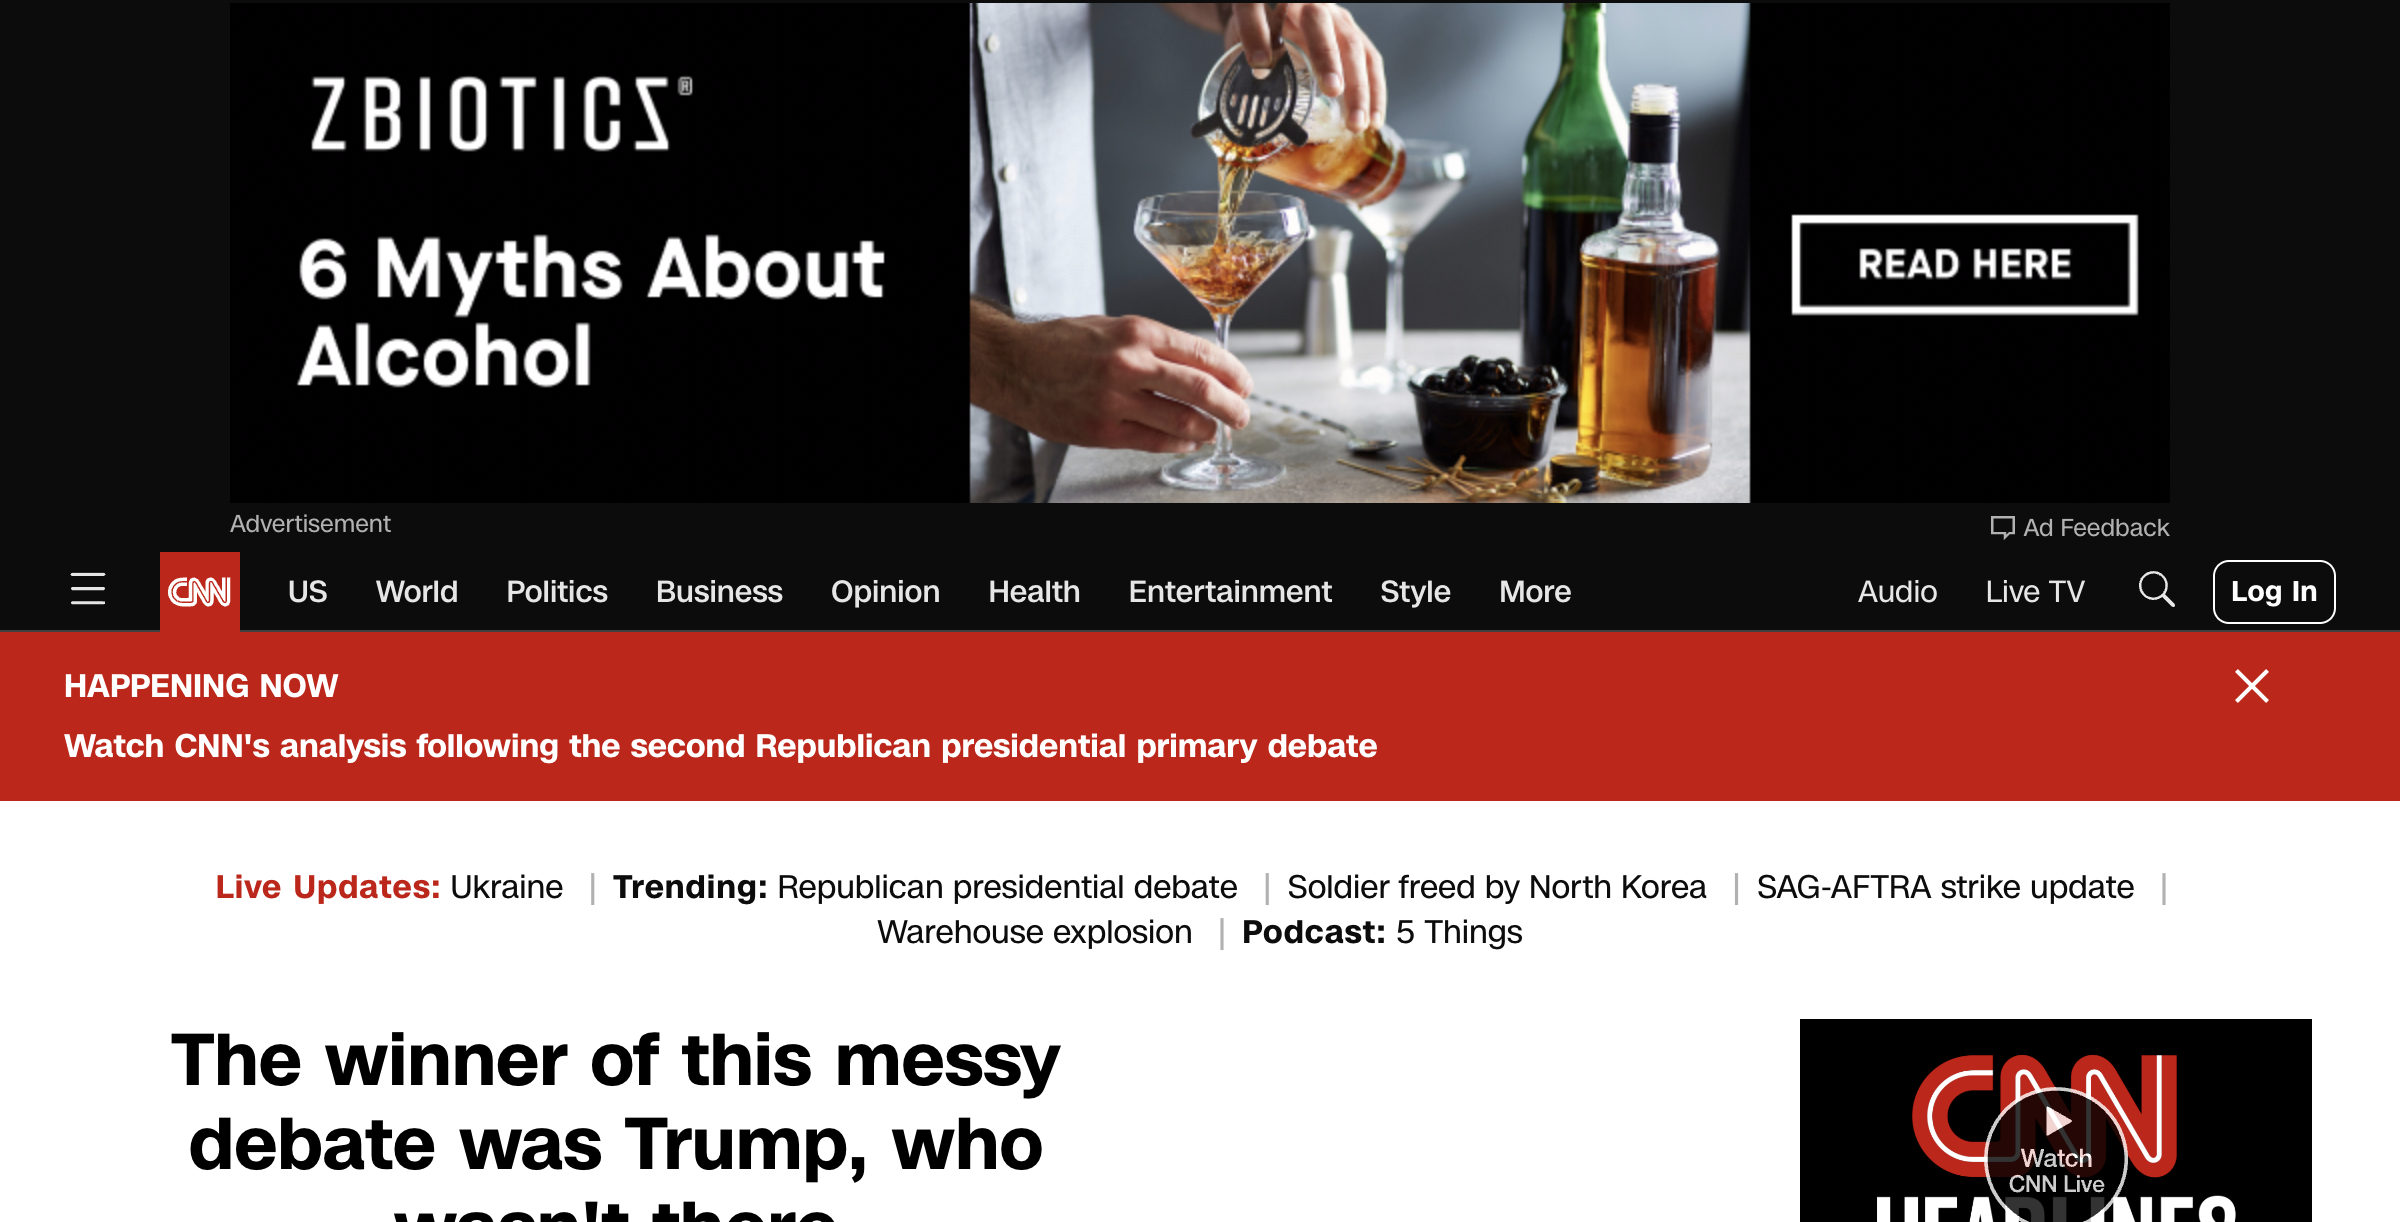 ZBIOTICS®
6 Myths About
Alcohol
READ HERE
Advertisement
Ad Feedback
CNN US World Politics Business Opinion Health Entertainment Style More Audio Live TV Log In
HAPPENING NOW
Watch CNN's analysis following the second Republican presidential primary debate
Live Updates: Ukraine | Trending: Republican presidential debate | Soldier freed by North Korea | SAG-AFTRA strike update |
Warehouse explosion | Podcast: 5 Things
The winner of this messy
debate was Trump, who
wasn't there
CNN
Watch
CNN Live
HEADLINES